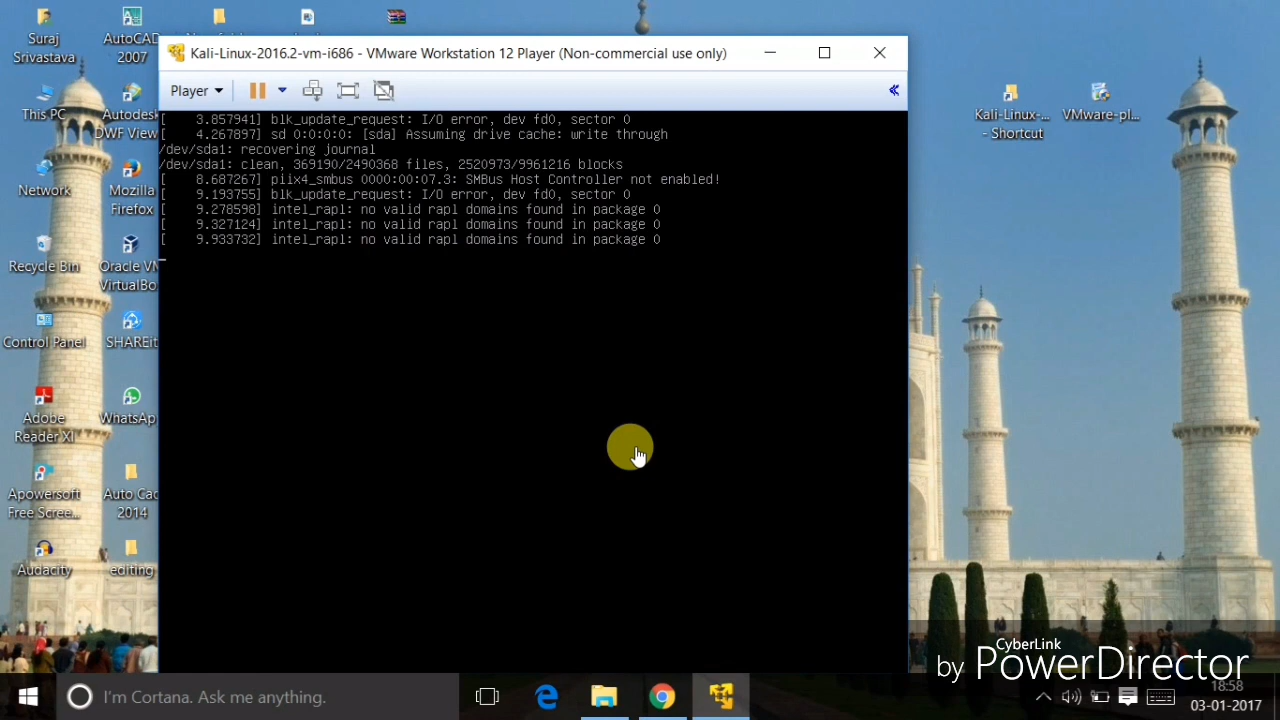 Suraj
Srivastava
AutoCAD
2007
Kali-Linux-2016.2-vm-i686 - VMware Workstation 12 Player (Non-commercial use only)
Player
[    3.857941] blk_update_request: I/O error, dev fd0, sector 0
[    4.267897] sd 0:0:0:0: [sda] Assuming drive cache: write through
/dev/sda1: recovering journal
/dev/sda1: clean, 369190/2490368 files, 2520973/9961216 blocks
[    8.687267] piix4_smbus 0000:00:07.3: SMBus Host Controller not enabled!
[    9.193755] blk_update_request: I/O error, dev fd0, sector 0
[    9.278598] intel_rapl: no valid rapl domains found in package 0
[    9.327124] intel_rapl: no valid rapl domains found in package 0
[    9.933732] intel_rapl: no valid rapl domains found in package 0
This PC
Autodesk
DWF View
Network
Mozilla
Firefox
Recycle Bin
Oracle VM
VirtualBo
Control Panel
SHAREit
Adobe
Reader XI
WhatsAp
Apowersoft
Free Scree...
Auto Cad
2014
Audacity
editing
Kali-Linux-...
- Shortcut
VMware-pl...
CyberLink
by PowerDirector
I'm Cortana. Ask me anything.
18:58
03-01-2017